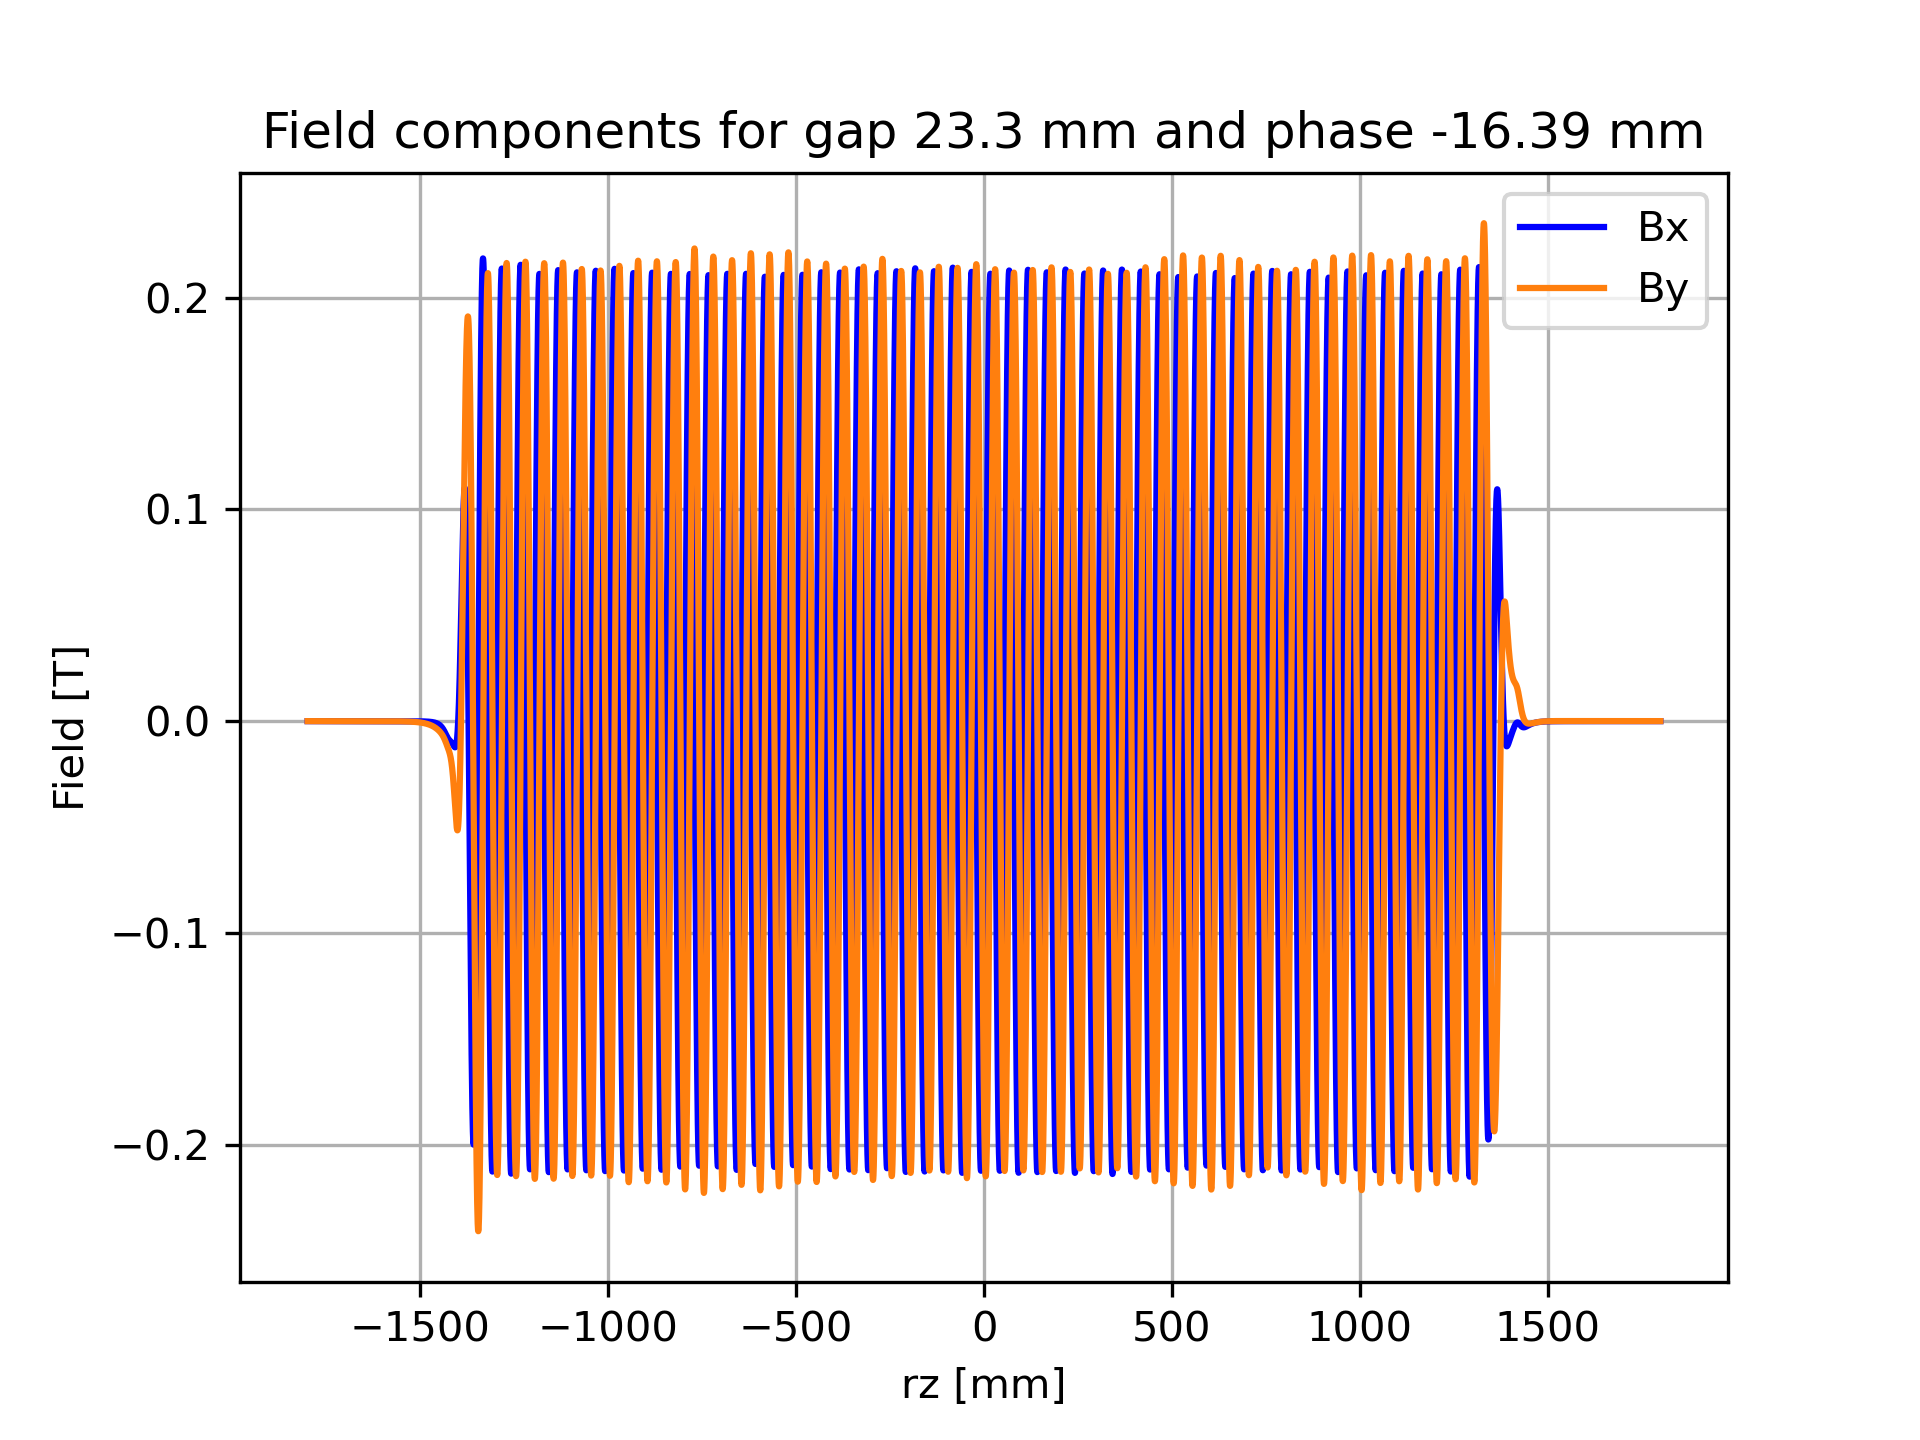 Field components for gap 23.3 mm and phase -16.39 mm
Bx
By
Field [T]
0.2
0.1
0.0
−0.1
−0.2
−1500
−1000
−500
0
500
1000
1500
rz [mm]